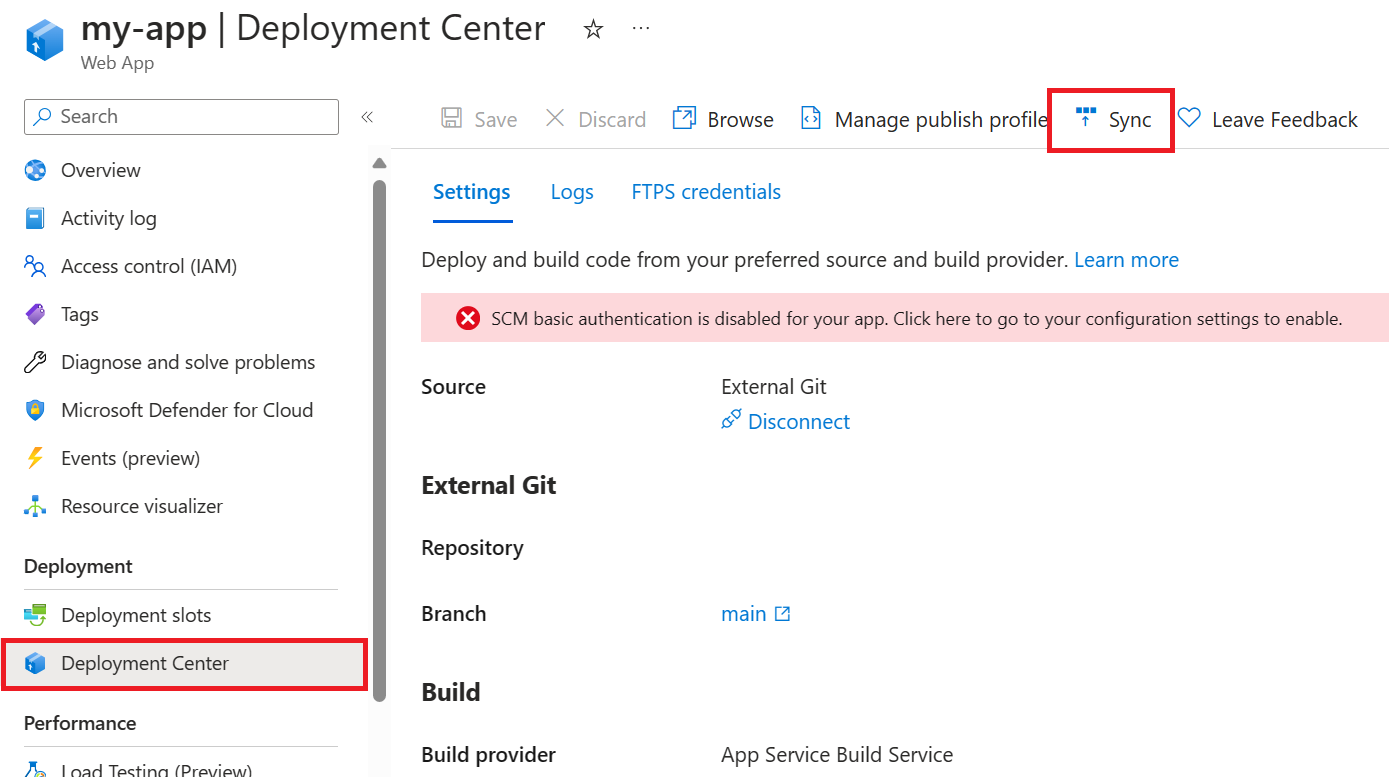 my-app | Deployment Center
Web App
Search
Save Discard Browse Manage publish profile Sync Leave Feedback
Overview
Activity log
Access control (IAM)
Tags
Diagnose and solve problems
Microsoft Defender for Cloud
Events (preview)
Resource visualizer
Deployment
Deployment slots
Deployment Center
Performance
Load Testing (Preview)
Settings Logs FTPS credentials
Deploy and build code from your preferred source and build provider. Learn more
SCM basic authentication is disabled for your app. Click here to go to your configuration settings to enable.
Source External Git
Disconnect
External Git
Repository
Branch main
Build
Build provider App Service Build Service